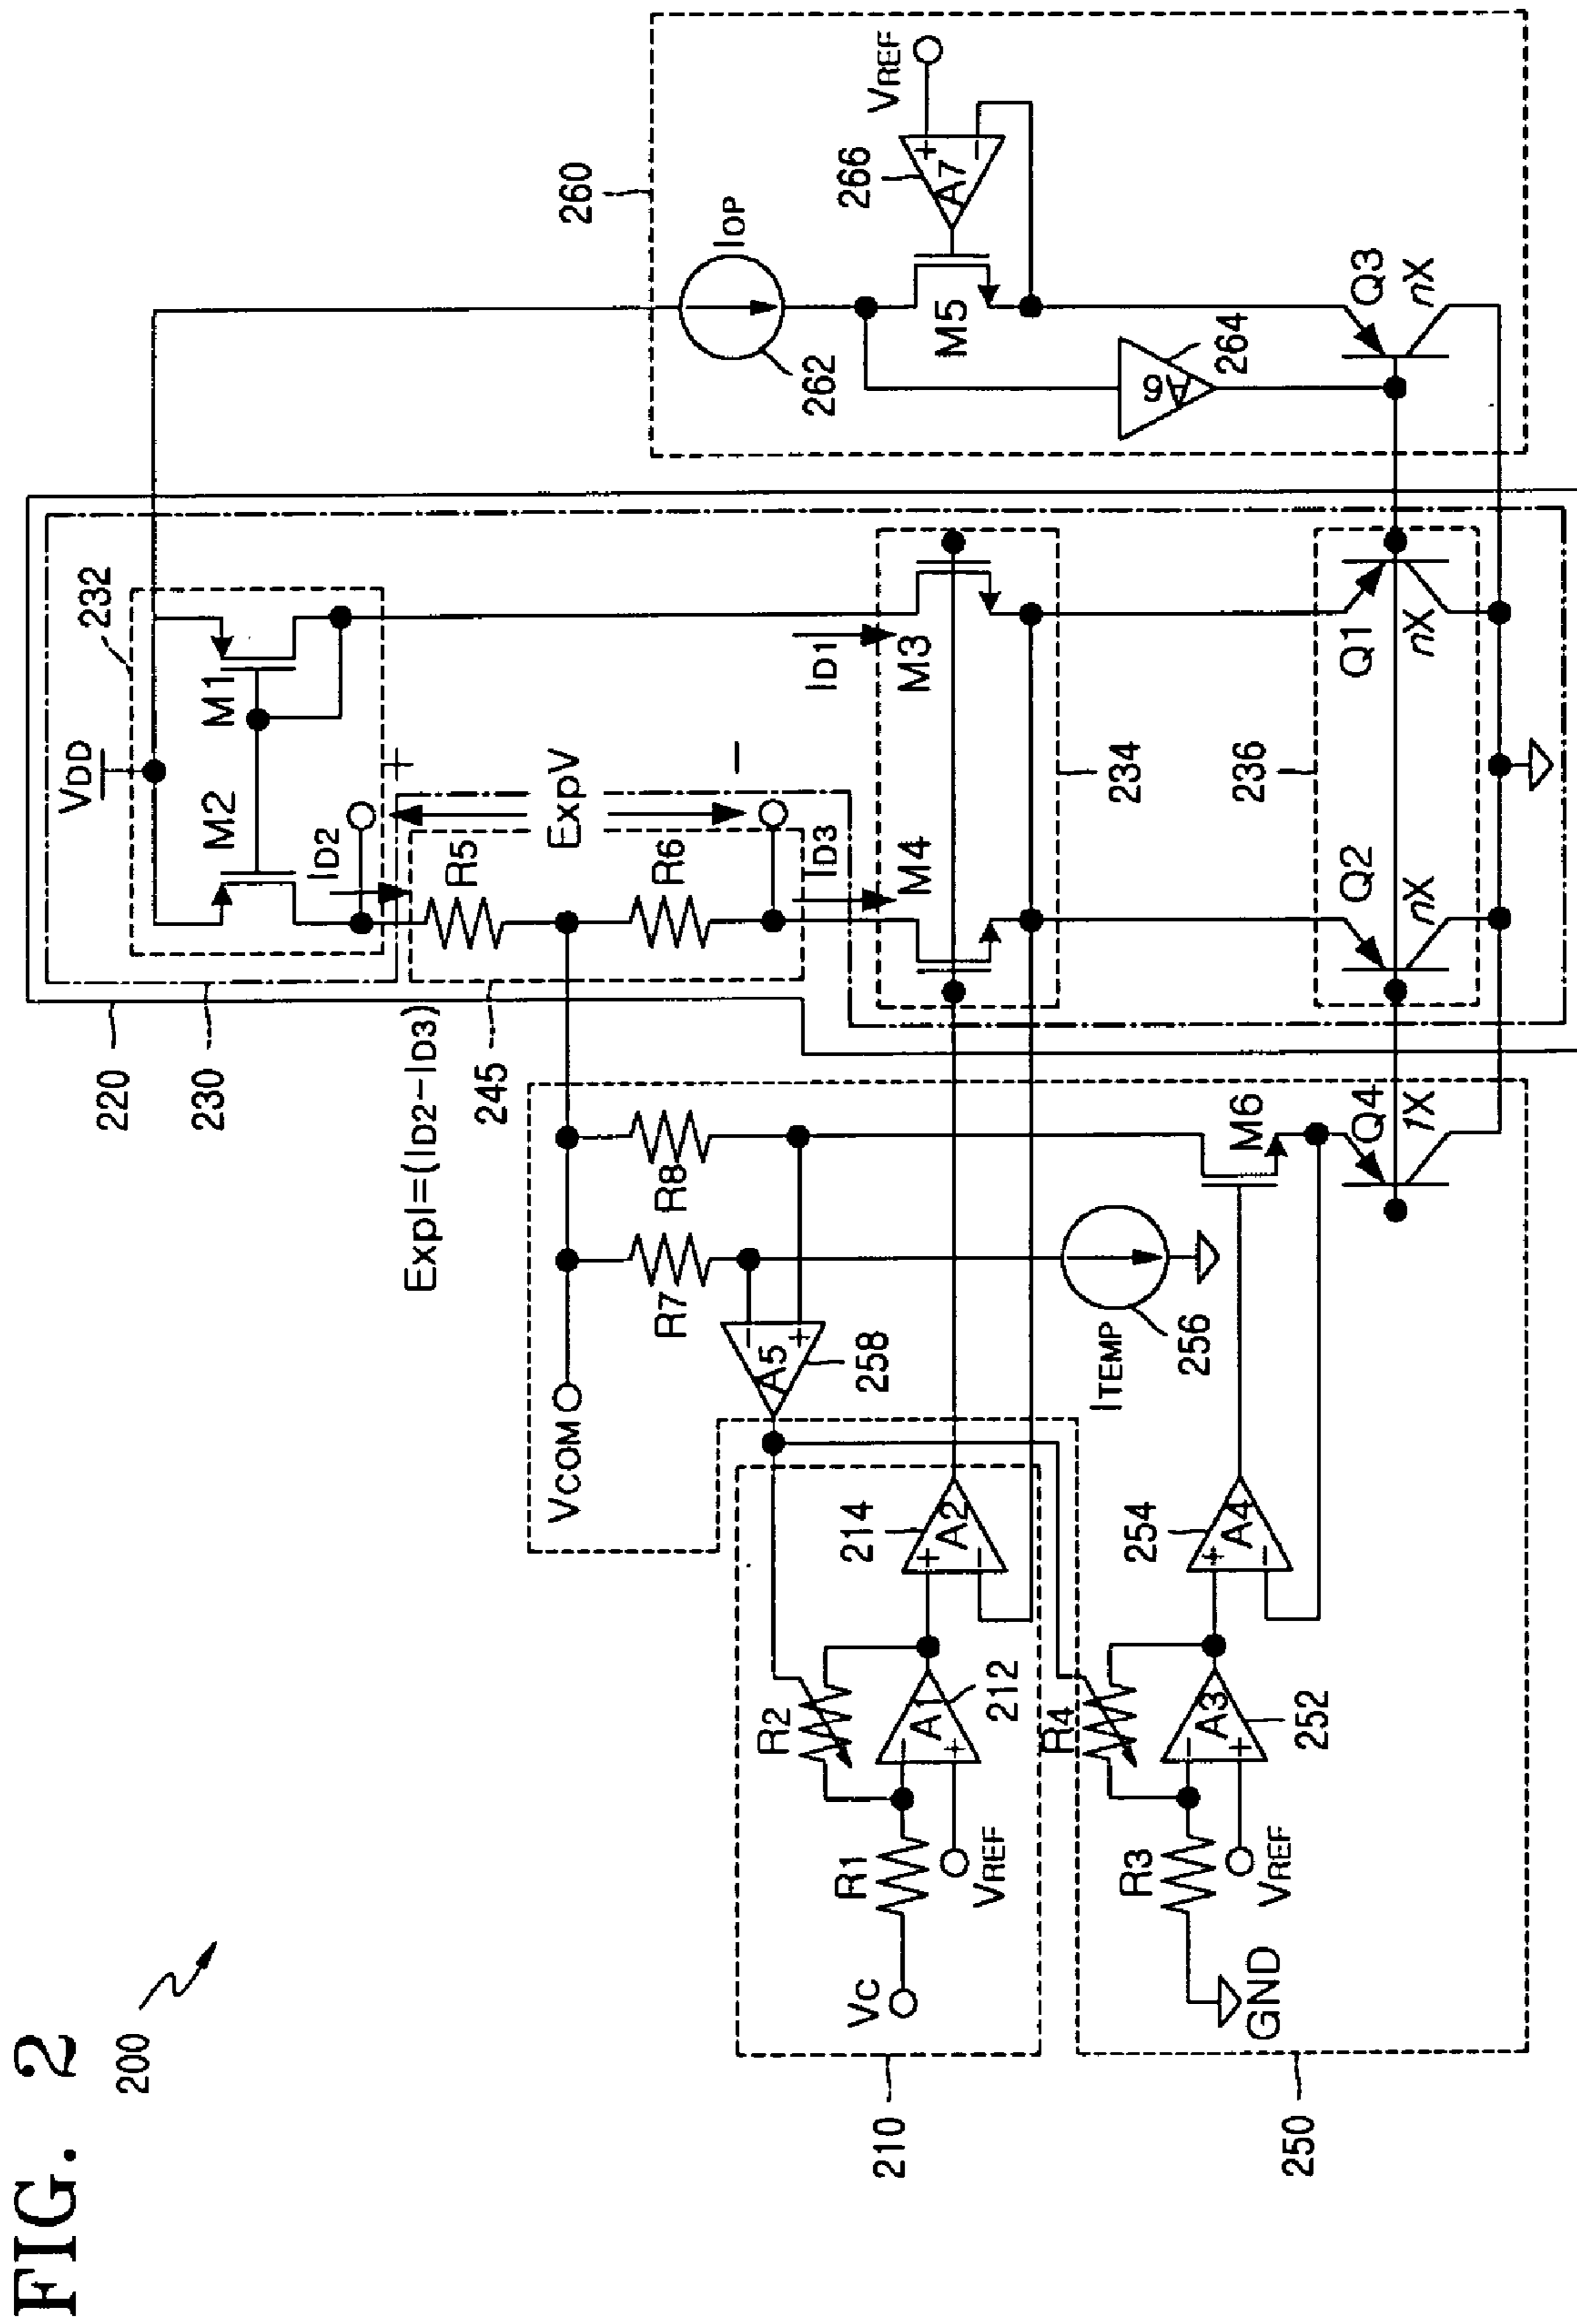 FIG. 2
200
VDD
232
M2
M1
220
230
ID2
R5
R6
ExpV
+
−
ID3
ID1
245
ExpI=(ID2−ID3)
M4
M3
234
236
Q2
nX
Q1
nX
260
IOP
262
M5
A7
+
−
266
VREF
A6
264
Q3
nX
VCOM
R7
R8
A5
−
+
258
ITEMP
256
M6
Q4
1X
210
VC
R1
R2
VREF
A1
−
+
212
A2
+
−
214
250
GND
R3
R4
VREF
A3
−
+
252
A4
+
−
254